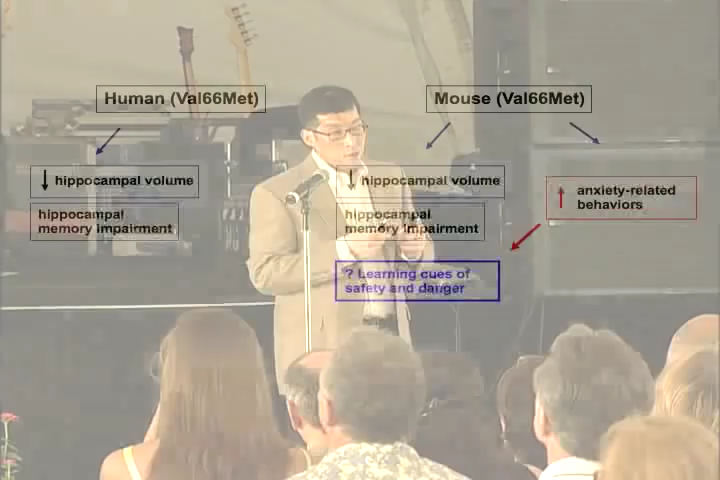 Human (Val66Met)
Mouse (Val66Met)
hippocampal volume
hippocampal
memory impairment
hippocampal volume
hippocampal
memory impairment
anxiety-related
behaviors
? Learning cues of
safety and danger